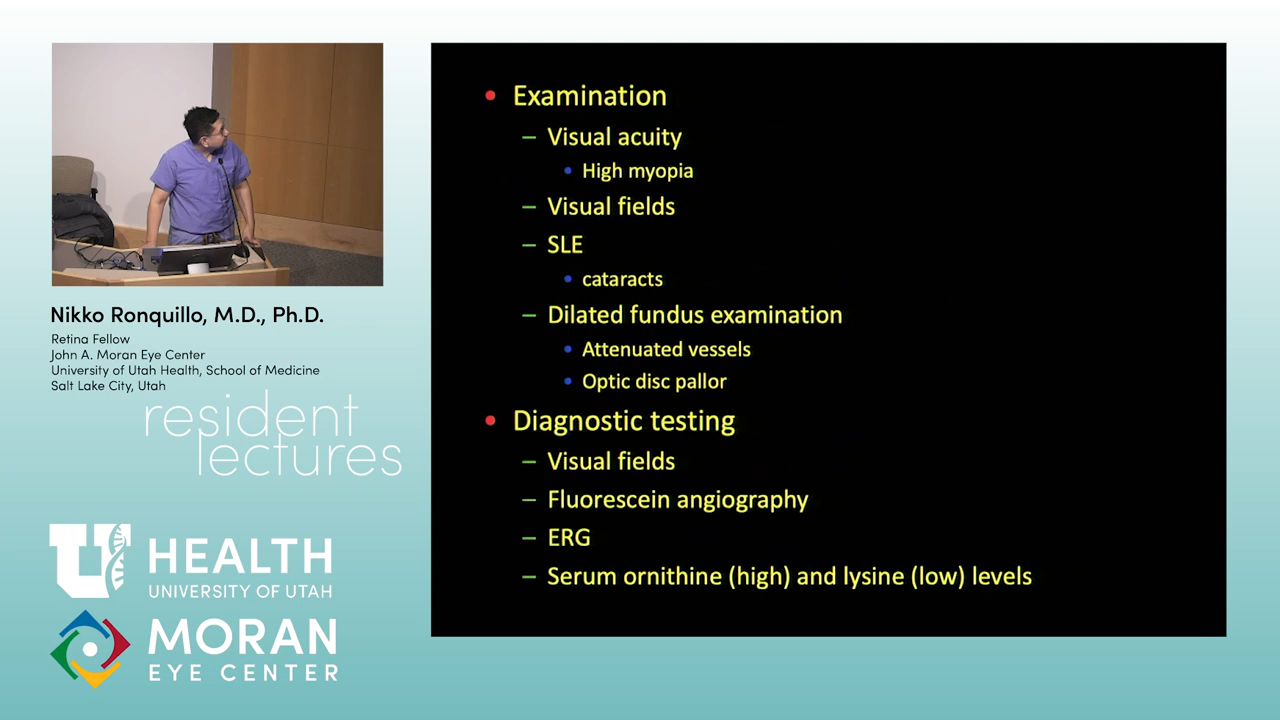 Nikko Ronquillo, M.D., Ph.D.
Retina Fellow
John A. Moran Eye Center
University of Utah Health, School of Medicine
Salt Lake City, Utah
resident
lectures
U HEALTH
UNIVERSITY OF UTAH
MORAN
EYE CENTER
• Examination
– Visual acuity
• High myopia
– Visual fields
– SLE
• cataracts
– Dilated fundus examination
• Attenuated vessels
• Optic disc pallor
• Diagnostic testing
– Visual fields
– Fluorescein angiography
– ERG
– Serum ornithine (high) and lysine (low) levels